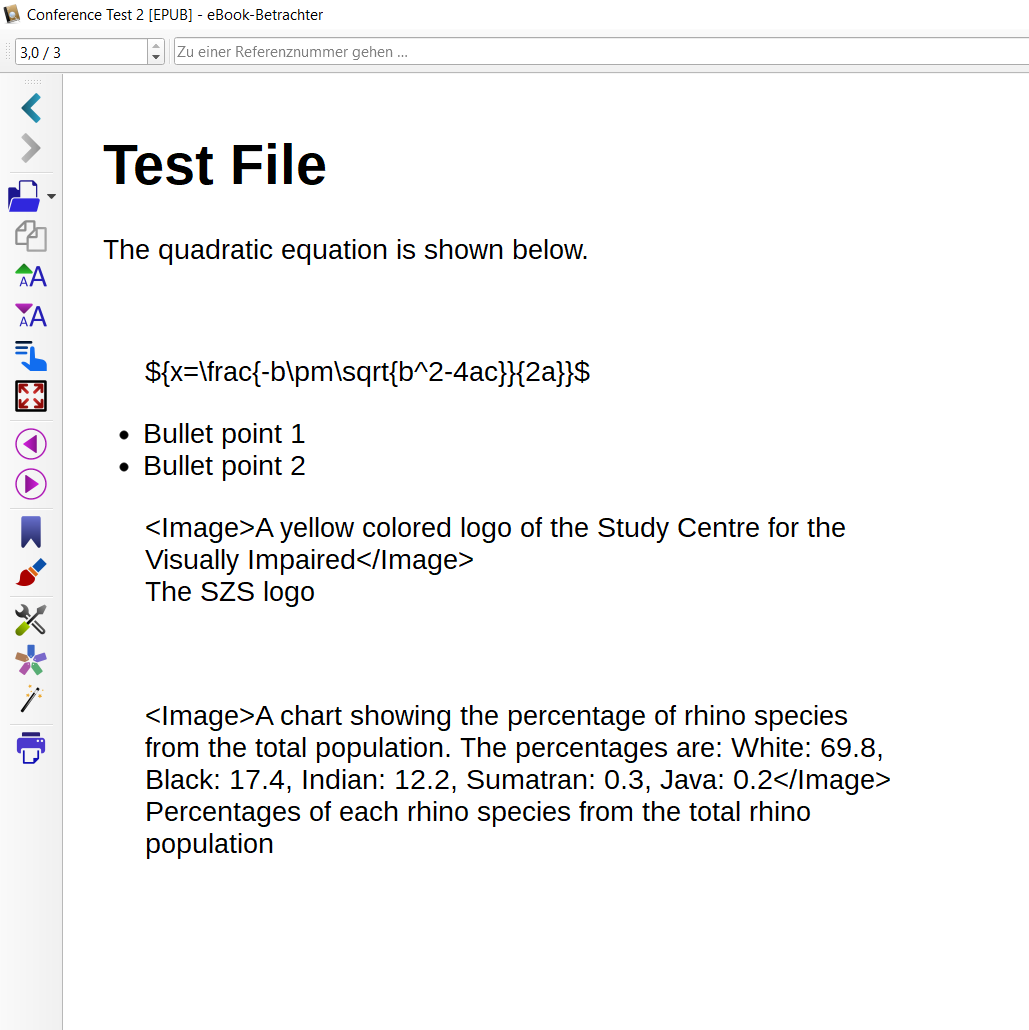 Conference Test 2 [EPUB] - eBook-Betrachter
3,0 / 3
Zu einer Referenznummer gehen ...
Test File
The quadratic equation is shown below.
${x=\frac{-b\pm\sqrt{b^2-4ac}}{2a}}$
• Bullet point 1
• Bullet point 2
<Image>A yellow colored logo of the Study Centre for the
Visually Impaired</Image>
The SZS logo
<Image>A chart showing the percentage of rhino species
from the total population. The percentages are: White: 69.8,
Black: 17.4, Indian: 12.2, Sumatran: 0.3, Java: 0.2</Image>
Percentages of each rhino species from the total rhino
population